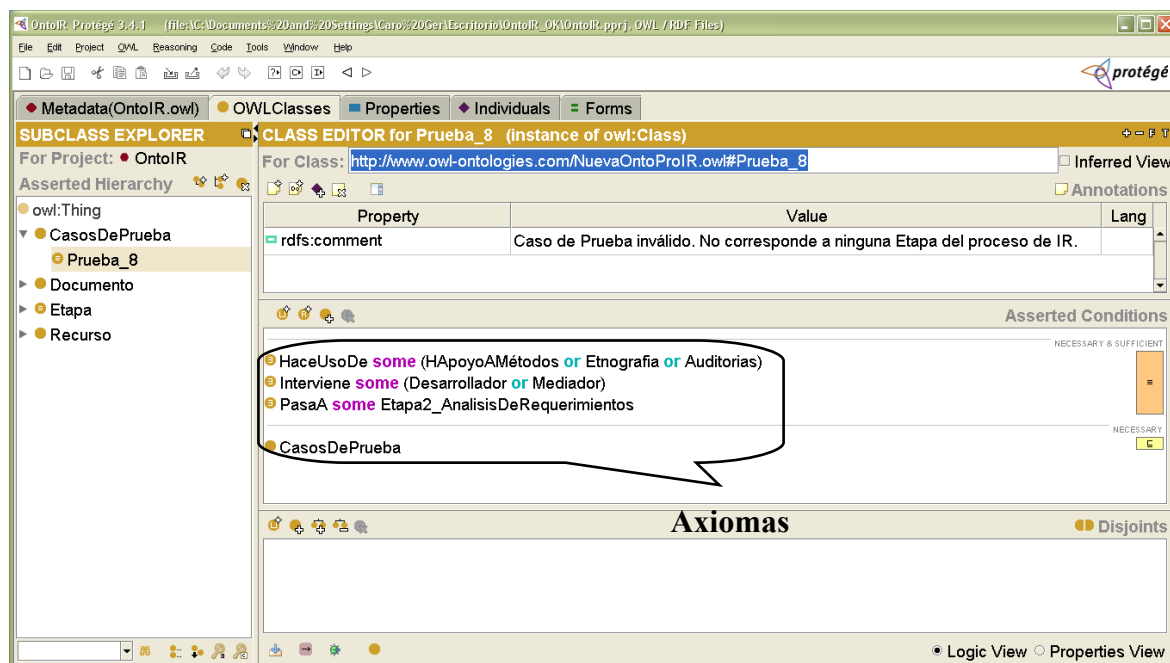 OntoIR Protégé 3.4.1 (file:\C:\Documents%20and%20Settings\Caro%20Ger\Escritorio\OntoIR_OK\OntoIR.pprj, OWL / RDF Files)
File Edit Project OWL Reasoning Code Tools Window Help
protégé
Metadata(OntoIR.owl) OWLClasses Properties Individuals Forms
SUBCLASS EXPLORER
For Project: OntoIR
Asserted Hierarchy
owl:Thing
CasosDePrueba
Prueba_8
Documento
Etapa
Recurso
CLASS EDITOR for Prueba_8 (instance of owl:Class)
For Class: http://www.owl-ontologies.com/NuevaOntoProIR.owl#Prueba_8
Inferred View
Annotations
Property Value Lang
rdfs:comment Caso de Prueba inválido. No corresponde a ninguna Etapa del proceso de IR.
Asserted Conditions
NECESSARY & SUFFICIENT
HaceUsoDe some (HApoyoAMétodos or Etnografia or Auditorias)
Interviene some (Desarrollador or Mediador)
PasaA some Etapa2_AnalisisDeRequerimientos
NECESSARY
CasosDePrueba
Axiomas
Disjoints
Logic View Properties View